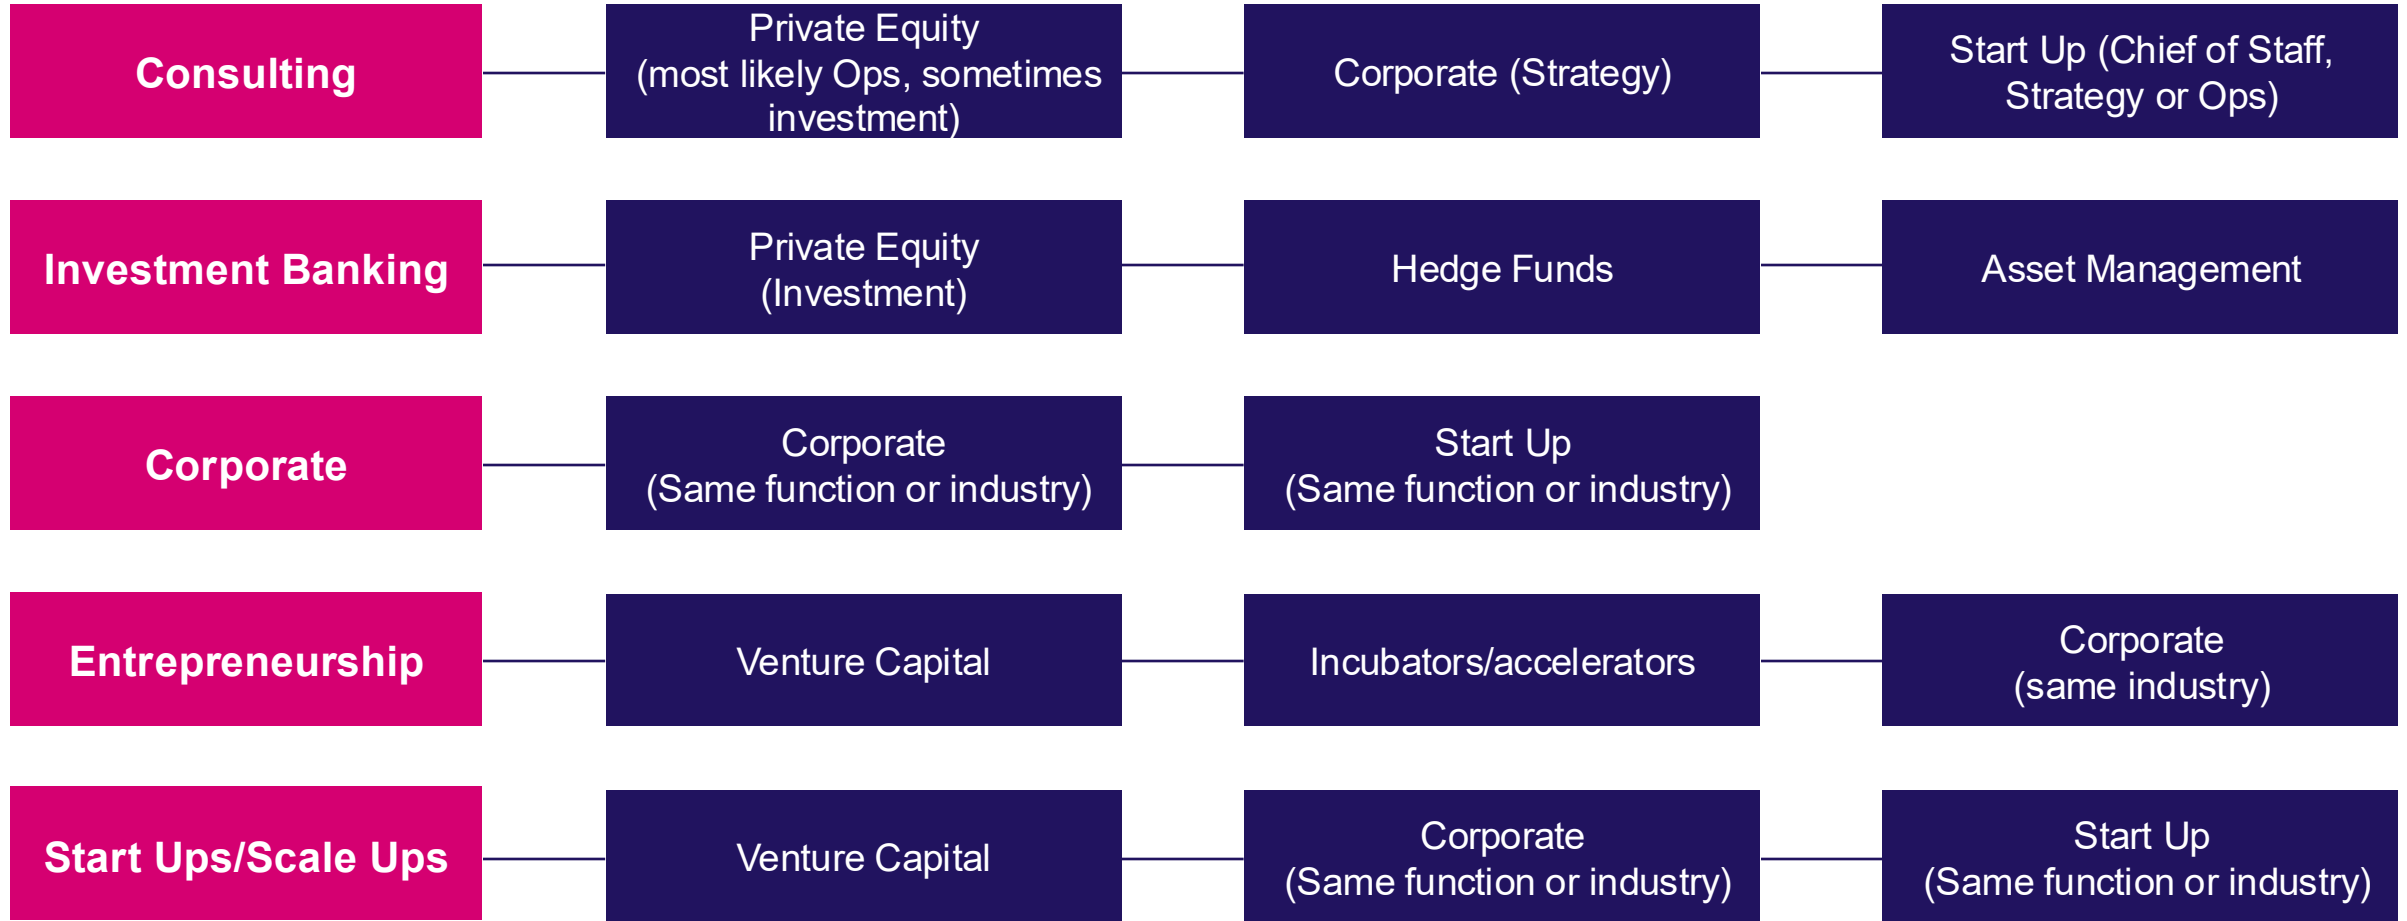 Consulting
Private Equity
(most likely Ops, sometimes
investment)
Corporate (Strategy)
Start Up (Chief of Staff,
Strategy or Ops)
Investment Banking
Private Equity
(Investment)
Hedge Funds
Asset Management
Corporate
Corporate
(Same function or industry)
Start Up
(Same function or industry)
Entrepreneurship
Venture Capital
Incubators/accelerators
Corporate
(same industry)
Start Ups/Scale Ups
Venture Capital
Corporate
(Same function or industry)
Start Up
(Same function or industry)